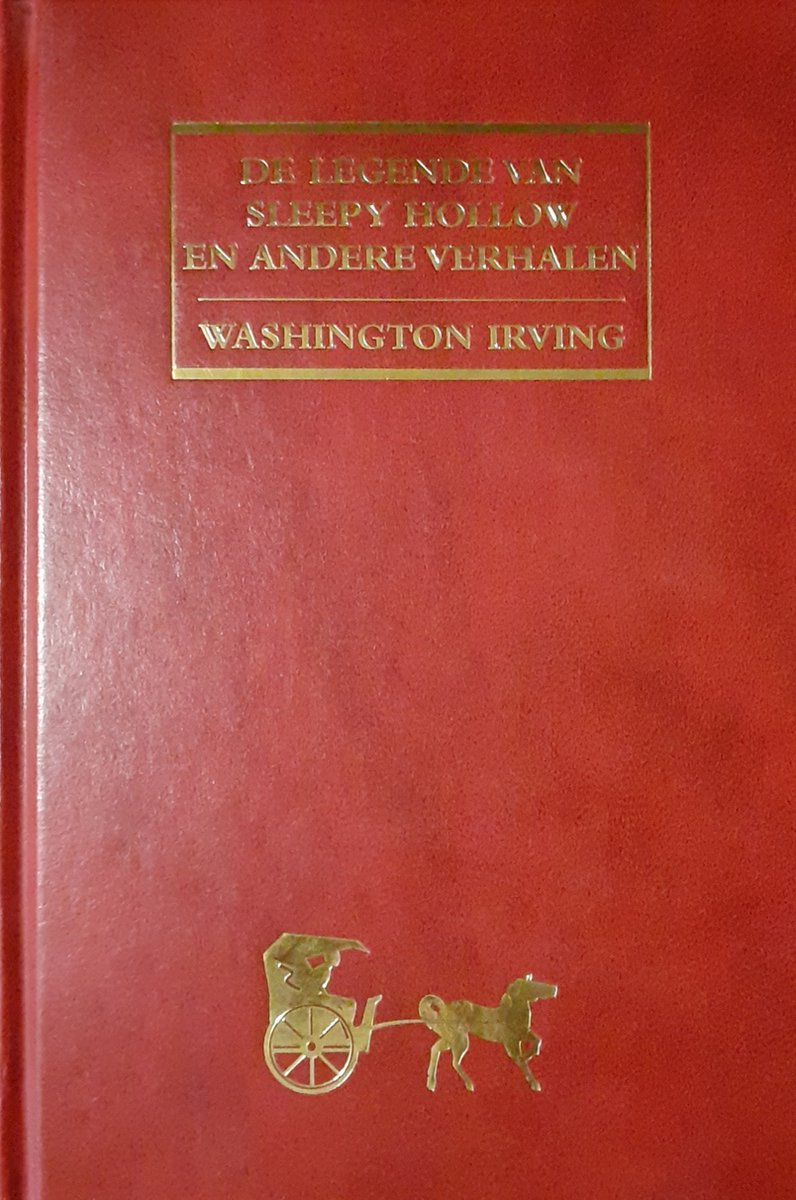 DE LEGENDE VAN
SLEEPY HOLLOW
EN ANDERE VERHALEN
WASHINGTON IRVING